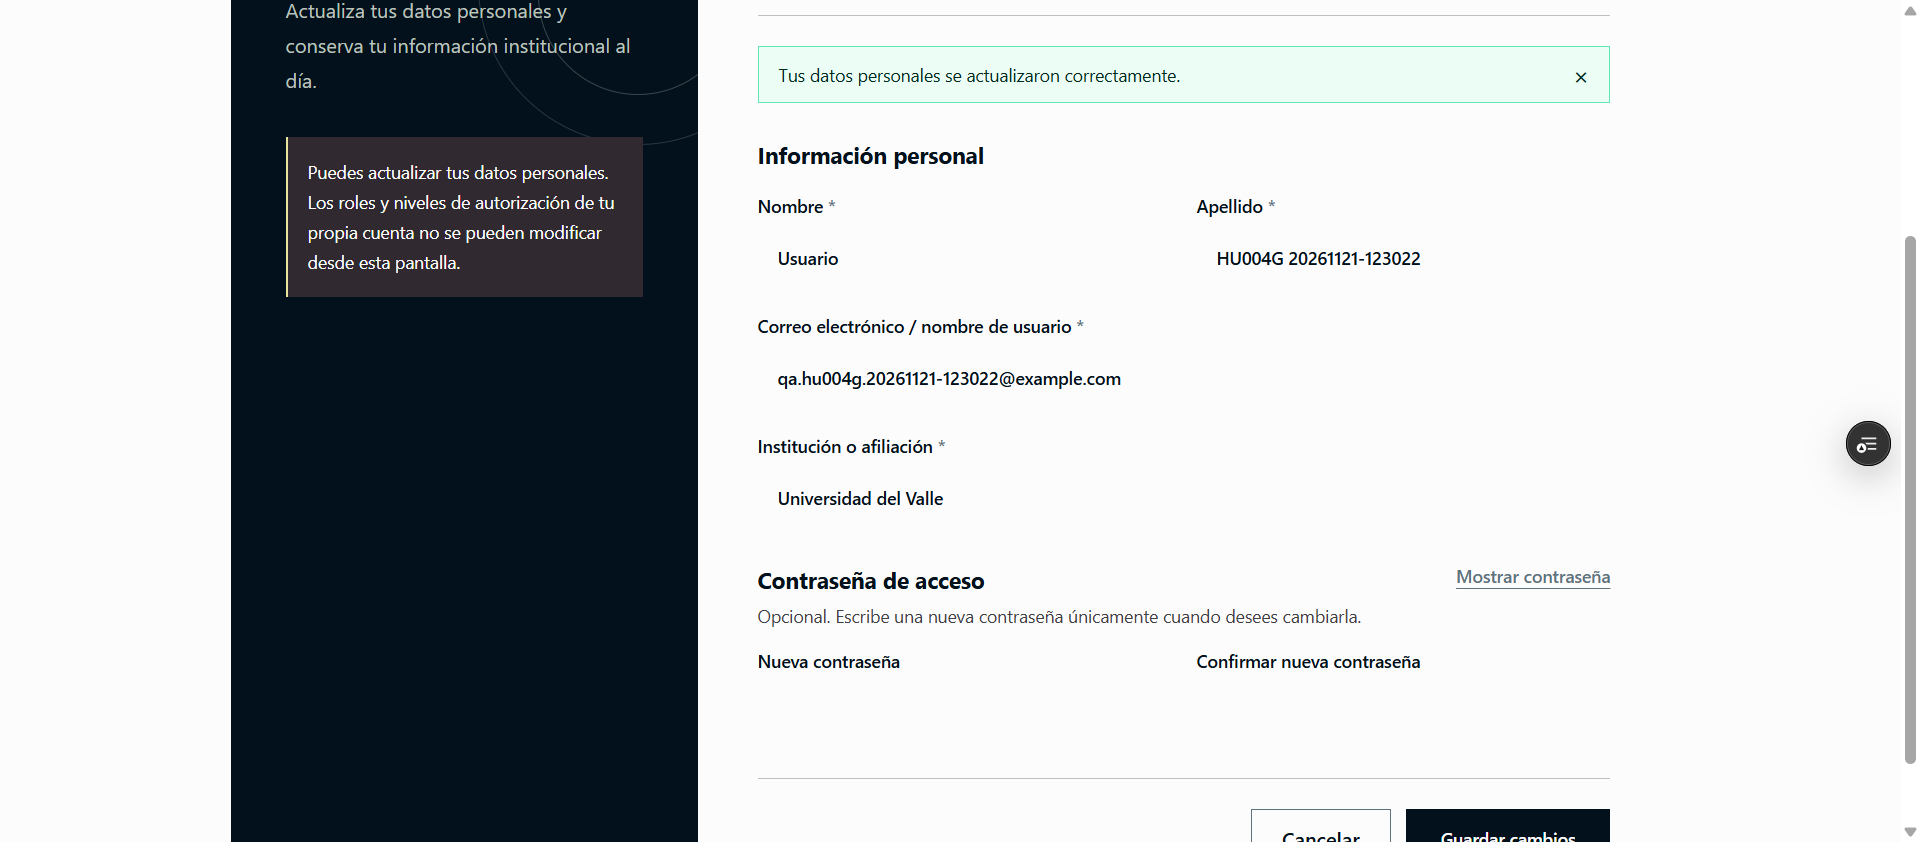 Actualiza tus datos personales y
conserva tu información institucional al
día.
Puedes actualizar tus datos personales.
Los roles y niveles de autorización de tu
propia cuenta no se pueden modificar
desde esta pantalla.
Tus datos personales se actualizaron correctamente.
Información personal
Nombre *
Apellido *
Usuario
HU004G 20261121-123022
Correo electrónico / nombre de usuario *
qa.hu004g.20261121-123022@example.com
Institución o afiliación *
Universidad del Valle
Contraseña de acceso
Mostrar contraseña
Opcional. Escribe una nueva contraseña únicamente cuando desees cambiarla.
Nueva contraseña
Confirmar nueva contraseña
Cancelar
Guardar cambios